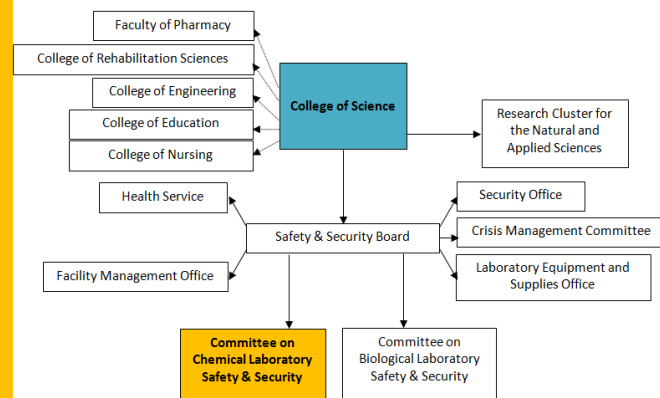 Faculty of Pharmacy
College of Rehabilitation Sciences
College of Engineering
College of Education
College of Nursing
College of Science
Research Cluster for
the Natural and
Applied Sciences
Health Service
Security Office
Safety & Security Board
Crisis Management Committee
Facility Management Office
Laboratory Equipment and
Supplies Office
Committee on
Chemical Laboratory
Safety & Security
Committee on
Biological Laboratory
Safety & Security